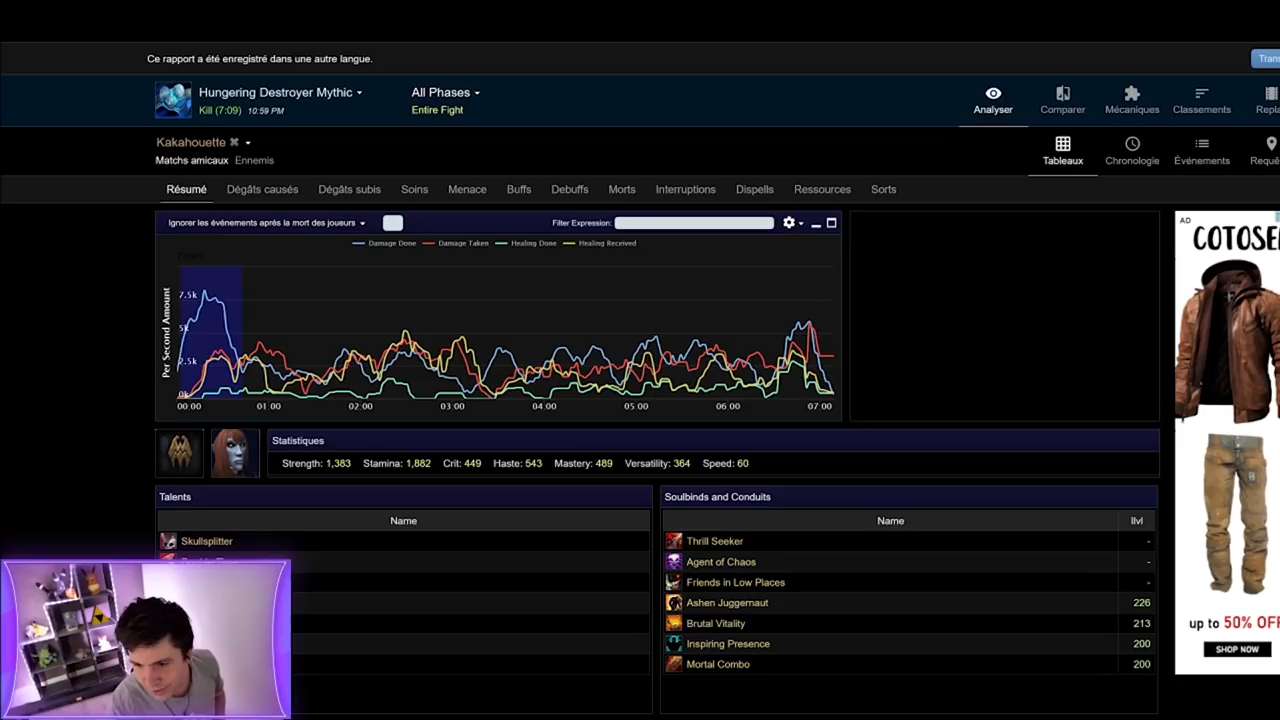 Ce rapport a été enregistré dans une autre langue.
Hungering Destroyer Mythic
Kill (7:09) 10:59 PM
All Phases
Entire Fight
Analyser
Comparer
Mécaniques
Classements
Kakahouette
Matchs amicaux Ennemis
Tableaux
Chronologie
Événements
Résumé Dégâts causés Dégâts subis Soins Menace Buffs Debuffs Morts Interruptions Dispells Ressources Sorts
Ignorer les événements après la mort des joueurs
Filter Expression:
Damage Done Damage Taken Healing Done Healing Received
Per Second Amount
7.5k
5k
2.5k
0k
00:00 01:00 02:00 03:00 04:00 05:00 06:00 07:00
AD
up to 50% OFF
SHOP NOW
Statistiques
Strength: 1,383 Stamina: 1,882 Crit: 449 Haste: 543 Mastery: 489 Versatility: 364 Speed: 60
Talents
Name
Skullsplitter
Soulbinds and Conduits
Name Ilvl
Thrill Seeker -
Agent of Chaos -
Friends in Low Places -
Ashen Juggernaut 226
Brutal Vitality 213
Inspiring Presence 200
Mortal Combo 200